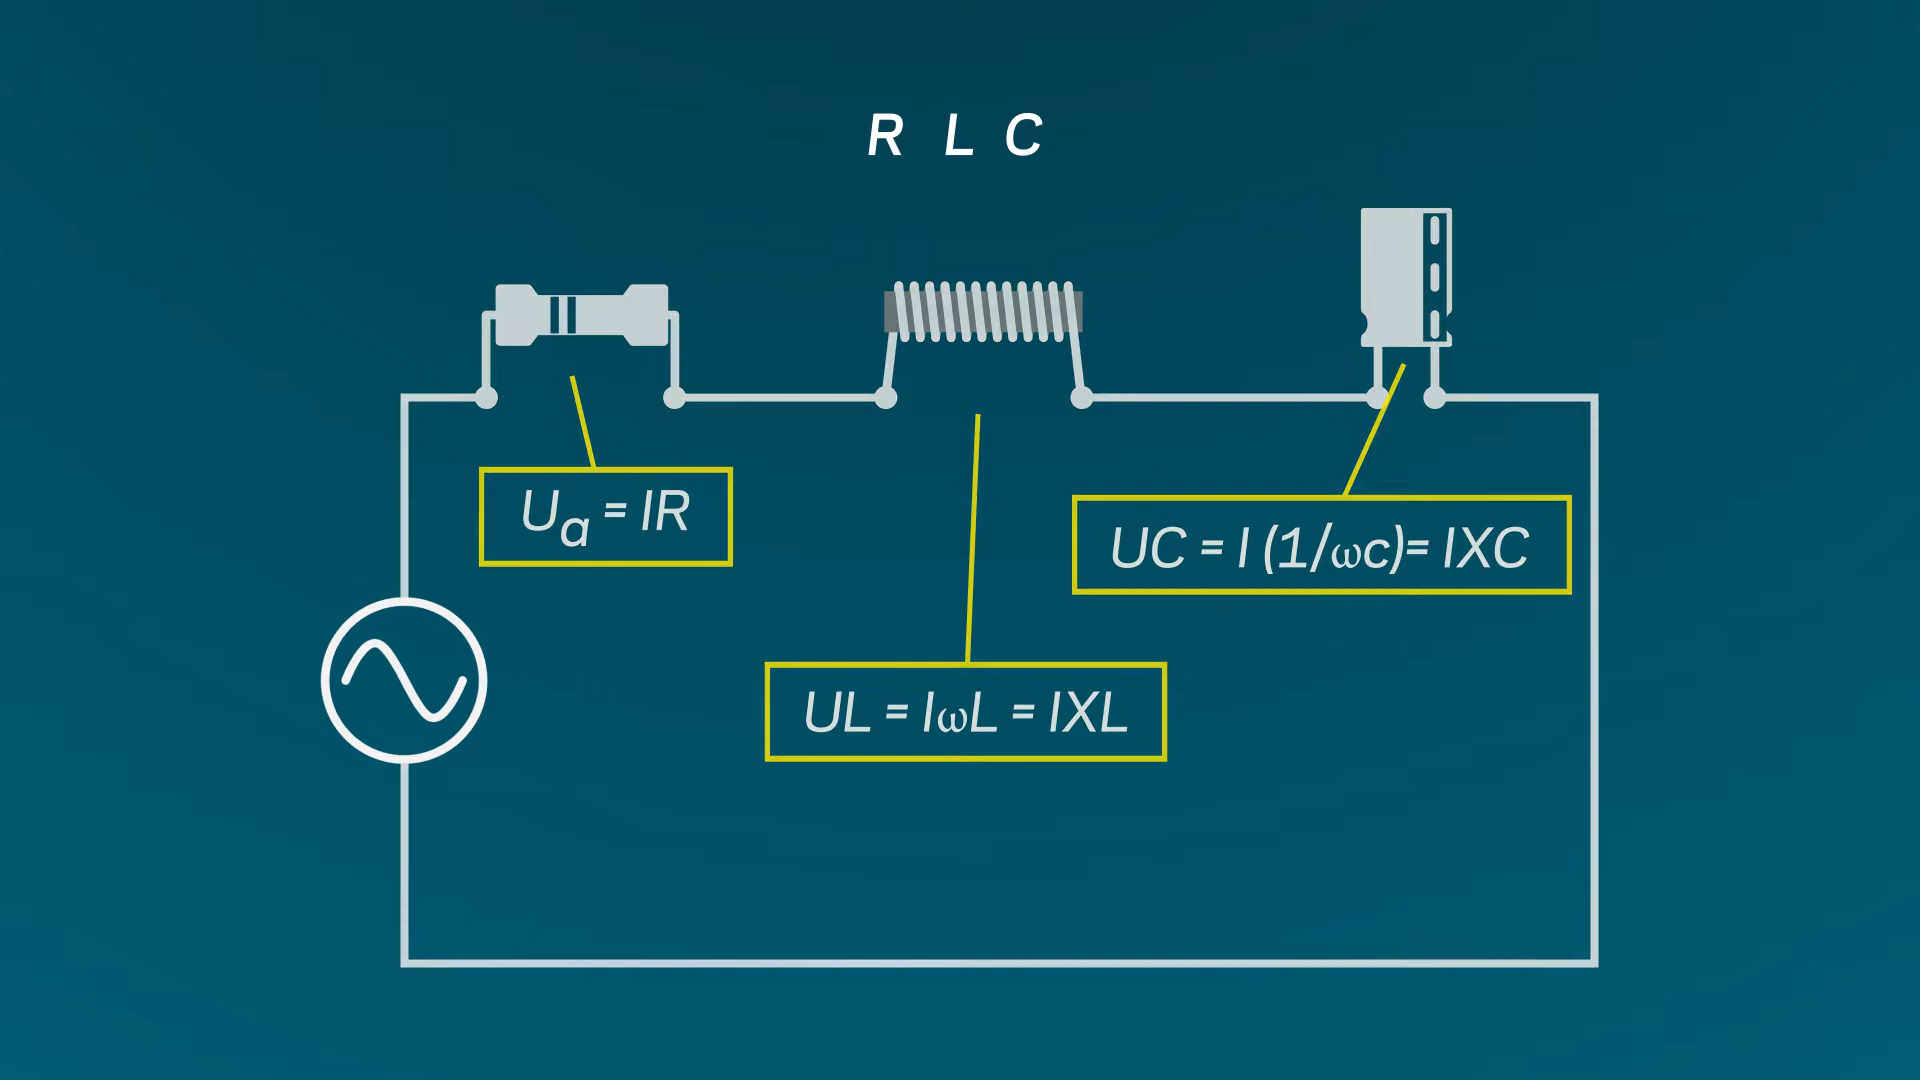 R L C
Ua = IR
UC = I (1/ωc)= IXC
UL = IωL = IXL